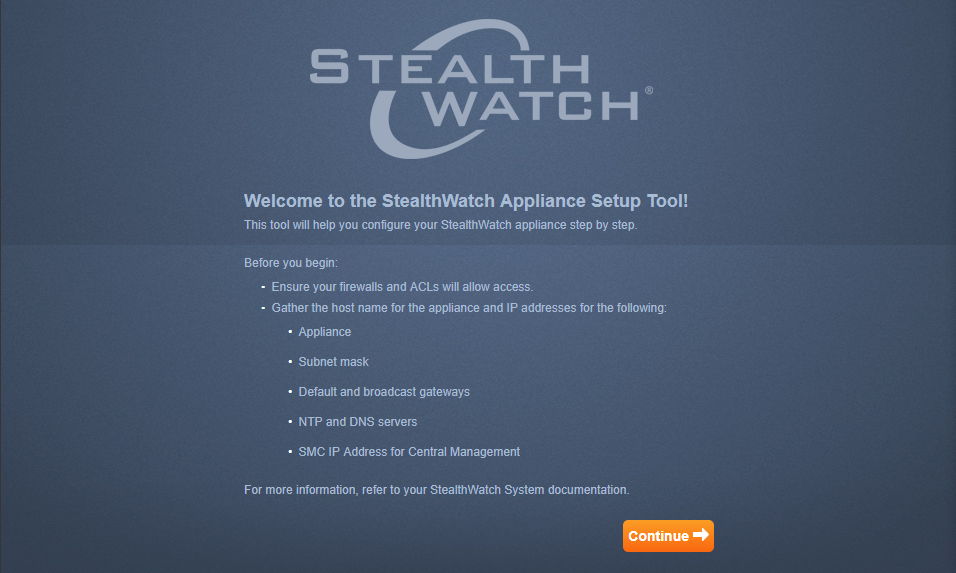 STEALTH
WATCH®
Welcome to the StealthWatch Appliance Setup Tool!
This tool will help you configure your StealthWatch appliance step by step.
Before you begin:
- Ensure your firewalls and ACLs will allow access.
- Gather the host name for the appliance and IP addresses for the following:
• Appliance
• Subnet mask
• Default and broadcast gateways
• NTP and DNS servers
• SMC IP Address for Central Management
For more information, refer to your StealthWatch System documentation.
Continue